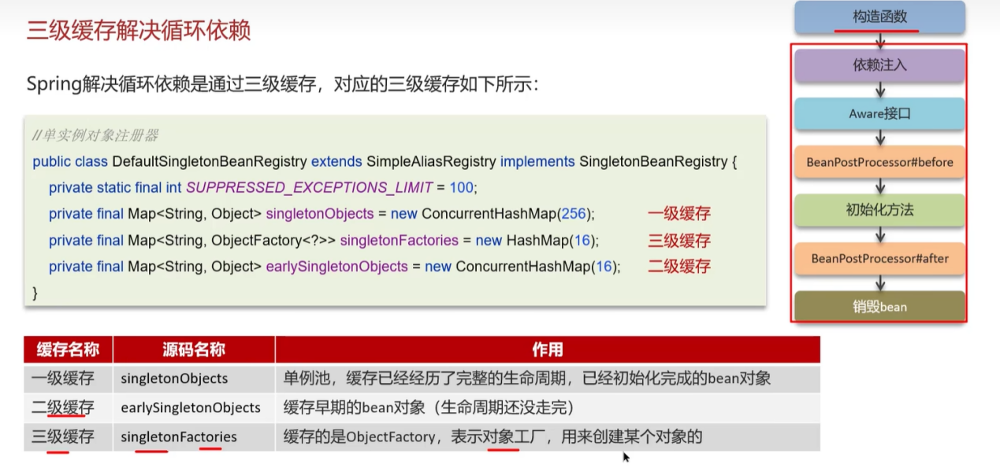 三级缓存解决循环依赖
Spring解决循环依赖是通过三级缓存，对应的三级缓存如下所示：
//单实例对象注册器
public class DefaultSingletonBeanRegistry extends SimpleAliasRegistry implements SingletonBeanRegistry {
private static final int SUPPRESSED_EXCEPTIONS_LIMIT = 100;
private final Map<String, Object> singletonObjects = new ConcurrentHashMap(256); 一级缓存
private final Map<String, ObjectFactory<?>> singletonFactories = new HashMap(16); 三级缓存
private final Map<String, Object> earlySingletonObjects = new ConcurrentHashMap(16); 二级缓存
}
缓存名称 源码名称 作用
一级缓存 singletonObjects 单例池，缓存已经经历了完整的生命周期，已经初始化完成的bean对象
二级缓存 earlySingletonObjects 缓存早期的bean对象（生命周期还没走完）
三级缓存 singletonFactories 缓存的是ObjectFactory，表示对象工厂，用来创建某个对象的
构造函数
依赖注入
Aware接口
BeanPostProcessor#before
初始化方法
BeanPostProcessor#after
销毁bean